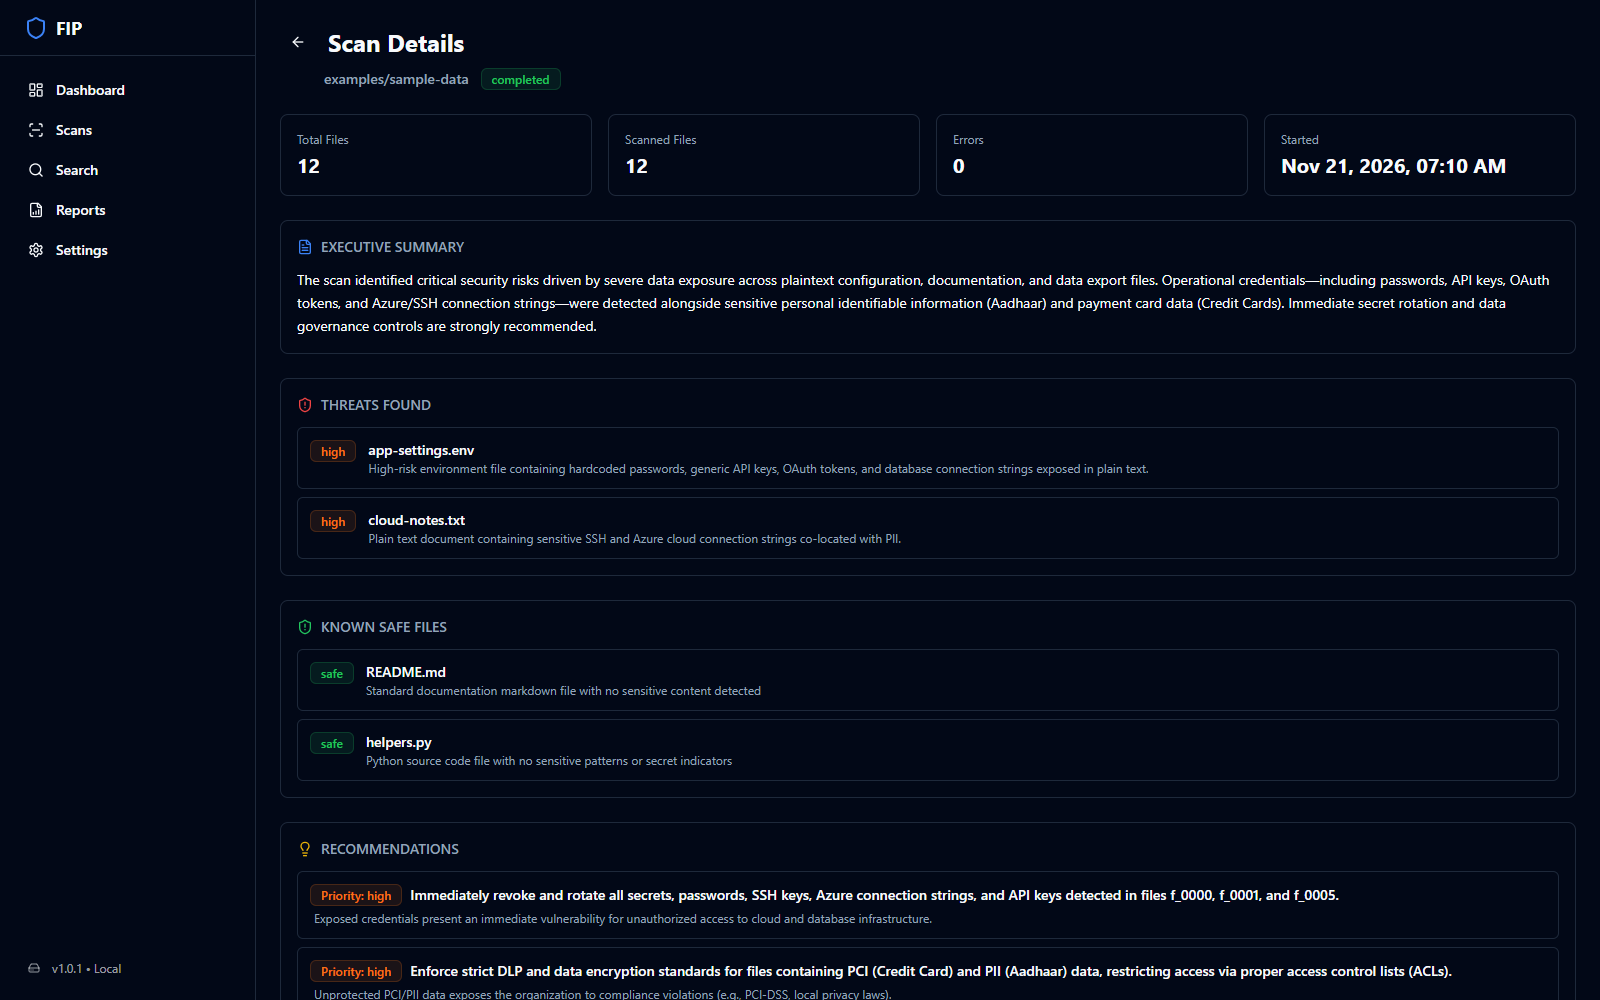 FIP
Dashboard
Scans
Search
Reports
Settings
v1.0.1 • Local
Scan Details
examples/sample-data completed
Total Files
12
Scanned Files
12
Errors
0
Started
Nov 21, 2026, 07:10 AM
EXECUTIVE SUMMARY
The scan identified critical security risks driven by severe data exposure across plaintext configuration, documentation, and data export files. Operational credentials—including passwords, API keys, OAuth
tokens, and Azure/SSH connection strings—were detected alongside sensitive personal identifiable information (Aadhaar) and payment card data (Credit Cards). Immediate secret rotation and data
governance controls are strongly recommended.
THREATS FOUND
high app-settings.env
High-risk environment file containing hardcoded passwords, generic API keys, OAuth tokens, and database connection strings exposed in plain text.
high cloud-notes.txt
Plain text document containing sensitive SSH and Azure cloud connection strings co-located with PII.
KNOWN SAFE FILES
safe README.md
Standard documentation markdown file with no sensitive content detected
safe helpers.py
Python source code file with no sensitive patterns or secret indicators
RECOMMENDATIONS
Priority: high Immediately revoke and rotate all secrets, passwords, SSH keys, Azure connection strings, and API keys detected in files f_0000, f_0001, and f_0005.
Exposed credentials present an immediate vulnerability for unauthorized access to cloud and database infrastructure.
Priority: high Enforce strict DLP and data encryption standards for files containing PCI (Credit Card) and PII (Aadhaar) data, restricting access via proper access control lists (ACLs).
Unprotected PCI/PII data exposes the organization to compliance violations (e.g., PCI-DSS, local privacy laws).